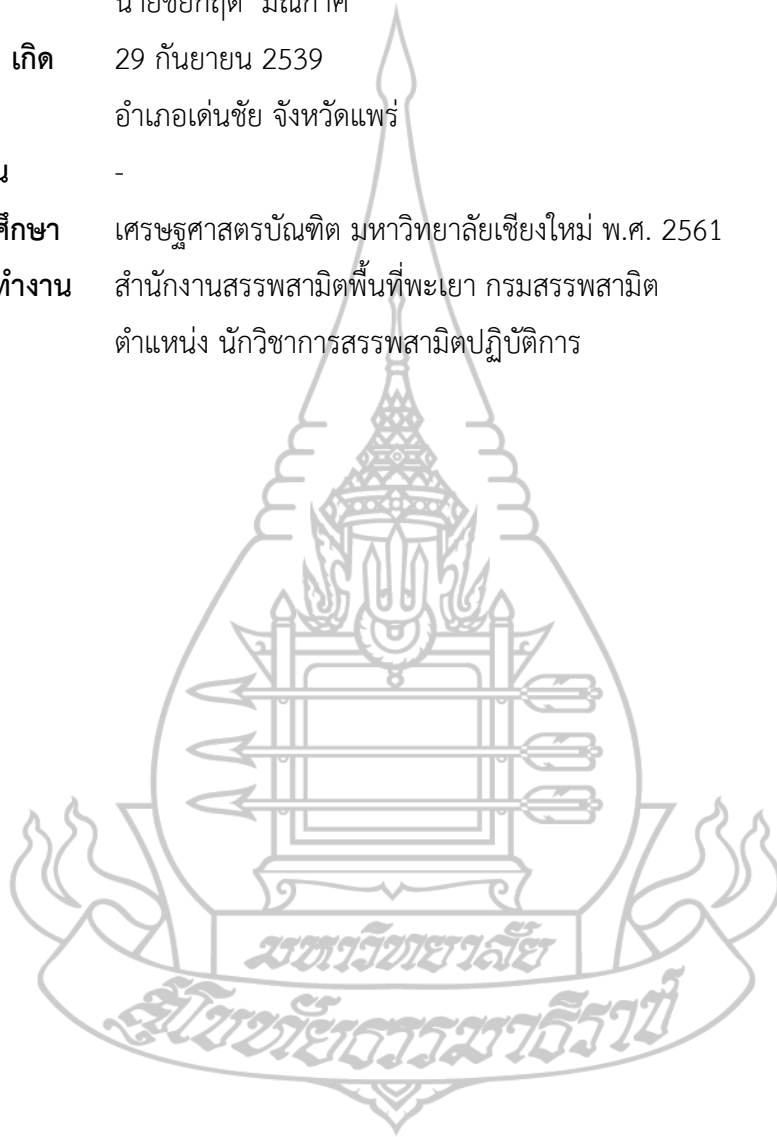 เกิด 29 กันยายน 2539
อำเภอเด่นชัย จังหวัดแพร่
น -
ศึกษา เศรษฐศาสตรบัณฑิต มหาวิทยาลัยเชียงใหม่ พ.ศ. 2561
ทำงาน สำนักงานสรรพสามิตพื้นที่พะเยา กรมสรรพสามิต
ตำแหน่ง นักวิชาการสรรพสามิตปฏิบัติการ
มหาวิทยาลัย
สุโขทัยธรรมาธิราช